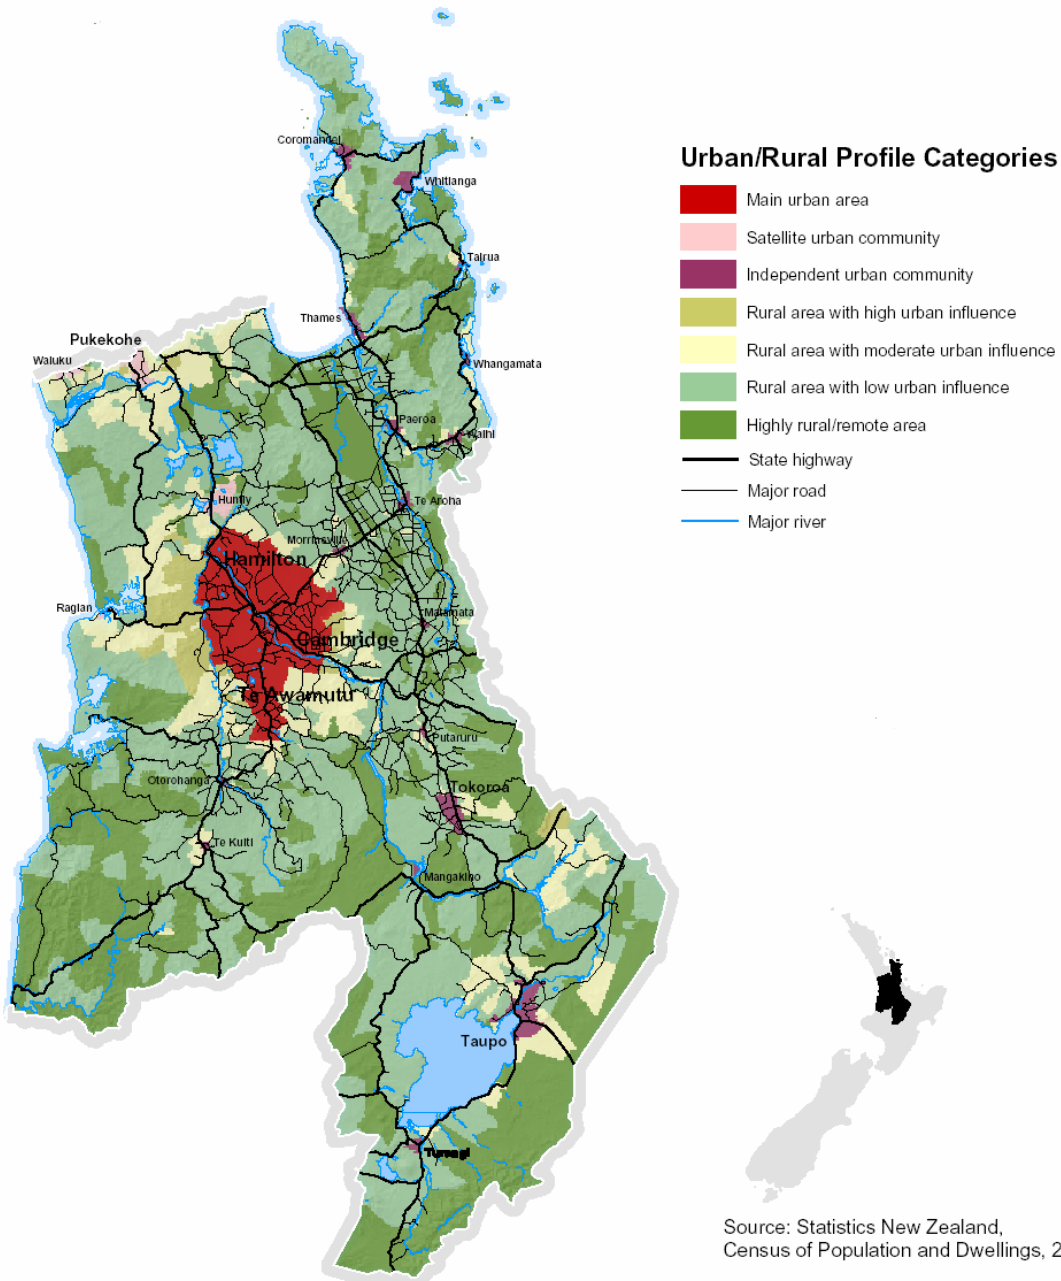 Coromandel
Whitianga
Tairua
Thames
Pukekohe
Waiuku
Whangamata
Paeroa
Waihi
Huntly
Te Aroha
Morrinsville
Hamilton
Raglan
Matamata
Cambridge
Te Awamutu
Putaruru
Otorohanga
Tokoroa
Te Kuiti
Mangakino
Taupo
Turangi
Urban/Rural Profile Categories
Main urban area
Satellite urban community
Independent urban community
Rural area with high urban influence
Rural area with moderate urban influence
Rural area with low urban influence
Highly rural/remote area
State highway
Major road
Major river
Source: Statistics New Zealand,
Census of Population and Dwellings, 2